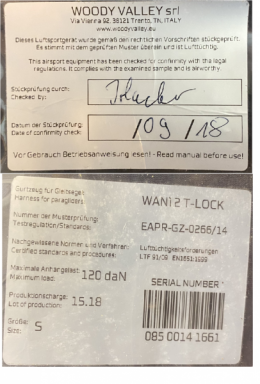 WOODY VALLEY srl
Via Vienna 92, 38121 Trento, TN, ITALY
www.woodyvalley.eu
Dieses Luftsportgerät wurde gemäß den rechtlichen Vorschriften stückgeprüft.
Es stimmt mit dem geprüften Muster überein und ist lufttüchtig.
This airsport equipment has been checked for conformity with the legal
regulations. It complies with the examined sample and is airworthy.
Stückprüfung durch:
Checked by:
Datum der Stückprüfung:
Date of confirmity check:
/09/18
Vor Gebrauch Betriebsanweisung lesen! - Read manual before use!
Gurtzeug für Gleitsegel
Harness for paragliders
WANI 2 T-LOCK
Nummer der Musterprüfung
Testregulation/Standards:
EAPR-GZ-0266/14
Nachgewiesene Normen und Verfahren:
Certified standards and procedures:
Lufttüchtigkeitsforderungen
LTF 91/09 EN1651:1999
Maximale Anhängelast:
Maximum load:
120 daN
SERIAL NUMBER
Produktionscharge:
Lot of production:
15.18
Größe:
Size:
S
085 0014 1661